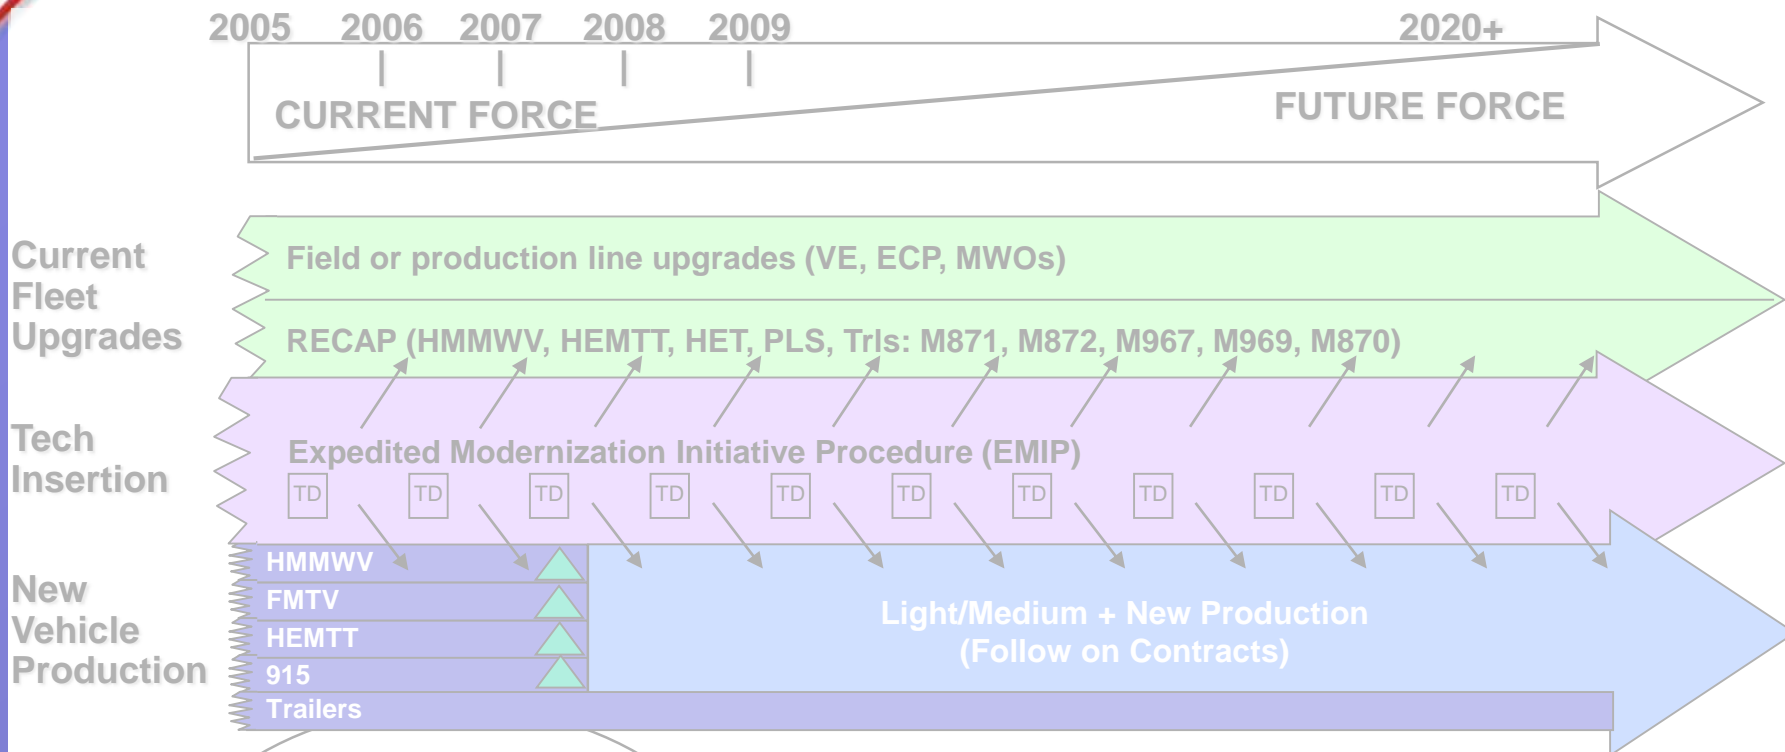 2005 2006 2007 2008 2009 2020+
CURRENT FORCE
FUTURE FORCE
Current
Fleet
Upgrades
Field or production line upgrades (VE, ECP, MWOs)
RECAP (HMMWV, HEMTT, HET, PLS, Trls: M871, M872, M967, M969, M870)
Tech
Insertion
Expedited Modernization Initiative Procedure (EMIP)
TD TD TD TD TD TD TD TD TD TD TD
New
Vehicle
Production
HMMWV
FMTV
HEMTT
915
Trailers
Light/Medium + New Production
(Follow on Contracts)